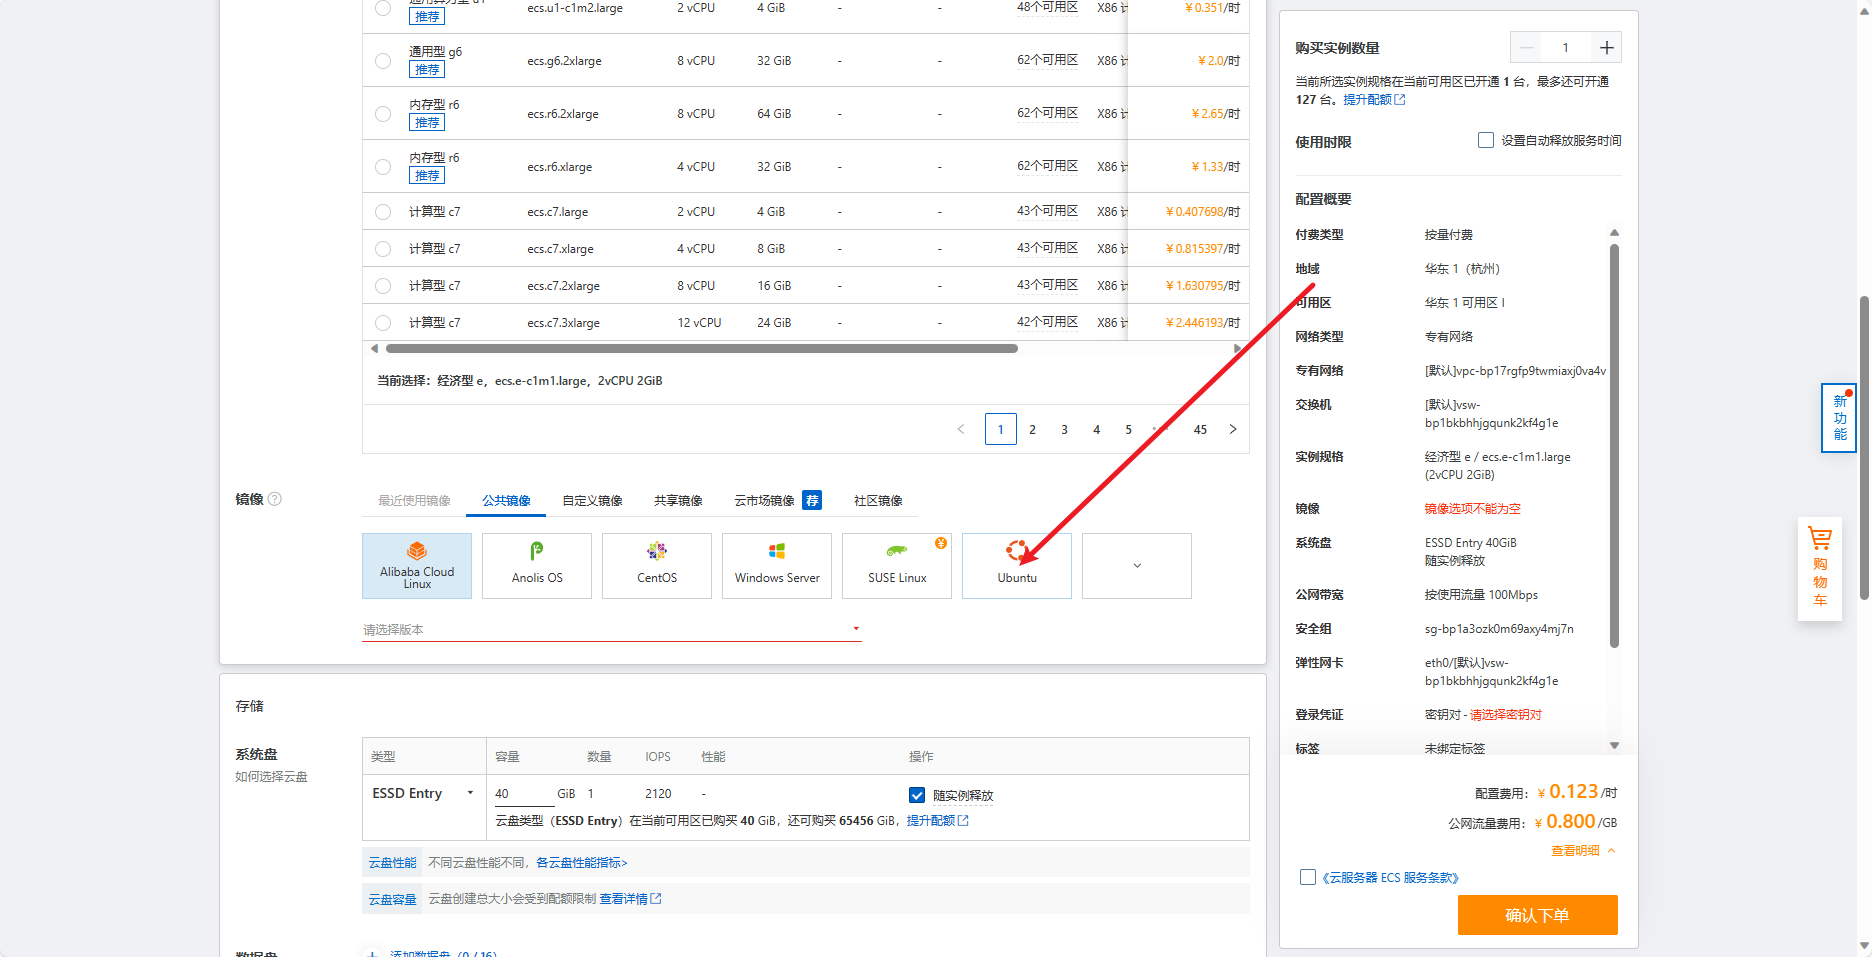 推荐
ecs.u1-c1m2.large 2 vCPU 4 GiB - - 48个可用区 X86 计 ¥ 0.351/时
通用型 g6
推荐
ecs.g6.2xlarge 8 vCPU 32 GiB - - 62个可用区 X86 计 ¥ 2.0/时
内存型 r6
推荐
ecs.r6.2xlarge 8 vCPU 64 GiB - - 62个可用区 X86 计 ¥ 2.65/时
内存型 r6
推荐
ecs.r6.xlarge 4 vCPU 32 GiB - - 62个可用区 X86 计 ¥ 1.33/时
计算型 c7 ecs.c7.large 2 vCPU 4 GiB - - 43个可用区 X86 计 ¥ 0.407698/时
计算型 c7 ecs.c7.xlarge 4 vCPU 8 GiB - - 43个可用区 X86 计 ¥ 0.815397/时
计算型 c7 ecs.c7.2xlarge 8 vCPU 16 GiB - - 43个可用区 X86 计 ¥ 1.630795/时
计算型 c7 ecs.c7.3xlarge 12 vCPU 24 GiB - - 42个可用区 X86 计 ¥ 2.446193/时
当前选择：经济型 e，ecs.e-c1m1.large，2vCPU 2GiB
< 1 2 3 4 5 ··· 45 >
镜像
最近使用镜像 公共镜像 自定义镜像 共享镜像 云市场镜像 荐 社区镜像
Alibaba Cloud
Linux
Anolis OS
CentOS
Windows Server
SUSE Linux
¥
Ubuntu
请选择版本
存储
系统盘
如何选择云盘
类型 容量 数量 IOPS 性能 操作
ESSD Entry 40 GiB 1 2120 - 随实例释放
云盘类型（ESSD Entry）在当前可用区已购买 40 GiB，还可购买 65456 GiB，提升配额
云盘性能 不同云盘性能不同，各云盘性能指标>
云盘容量 云盘创建总大小会受到配额限制 查看详情
数据盘 + 添加数据盘（0 / 16）
购买实例数量 — 1 +
当前所选实例规格在当前可用区已开通 1 台，最多还可开通
127 台。提升配额
使用时限 设置自动释放服务时间
配置概要
付费类型 按量付费
地域 华东 1（杭州）
可用区 华东 1 可用区 I
网络类型 专有网络
专有网络 [默认]vpc-bp17rgfp9twmiaxj0va4v
交换机 [默认]vsw-
bp1bkbhhjgqunk2kf4g1e
实例规格 经济型 e / ecs.e-c1m1.large
(2vCPU 2GiB)
镜像 镜像选项不能为空
系统盘 ESSD Entry 40GiB
随实例释放
公网带宽 按使用流量 100Mbps
安全组 sg-bp1a3ozk0m69axy4mj7n
弹性网卡 eth0/[默认]vsw-
bp1bkbhhjgqunk2kf4g1e
登录凭证 密钥对 - 请选择密钥对
标签 未绑定标签
配置费用： ¥ 0.123 /时
公网流量费用： ¥ 0.800 /GB
查看明细
《云服务器 ECS 服务条款》
确认下单
新功能
购物车